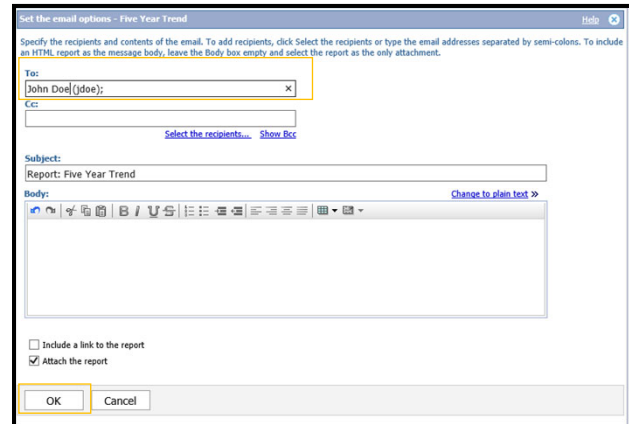 Set the email options - Five Year Trend
Help
Specify the recipients and contents of the email. To add recipients, click Select the recipients or type the email addresses separated by semi-colons. To include
an HTML report as the message body, leave the Body box empty and select the report as the only attachment.
To:
John Doe (jdoe);
Cc:
Select the recipients... Show Bcc
Subject:
Report: Five Year Trend
Body:
Change to plain text »
B I U S
Include a link to the report
Attach the report
OK Cancel